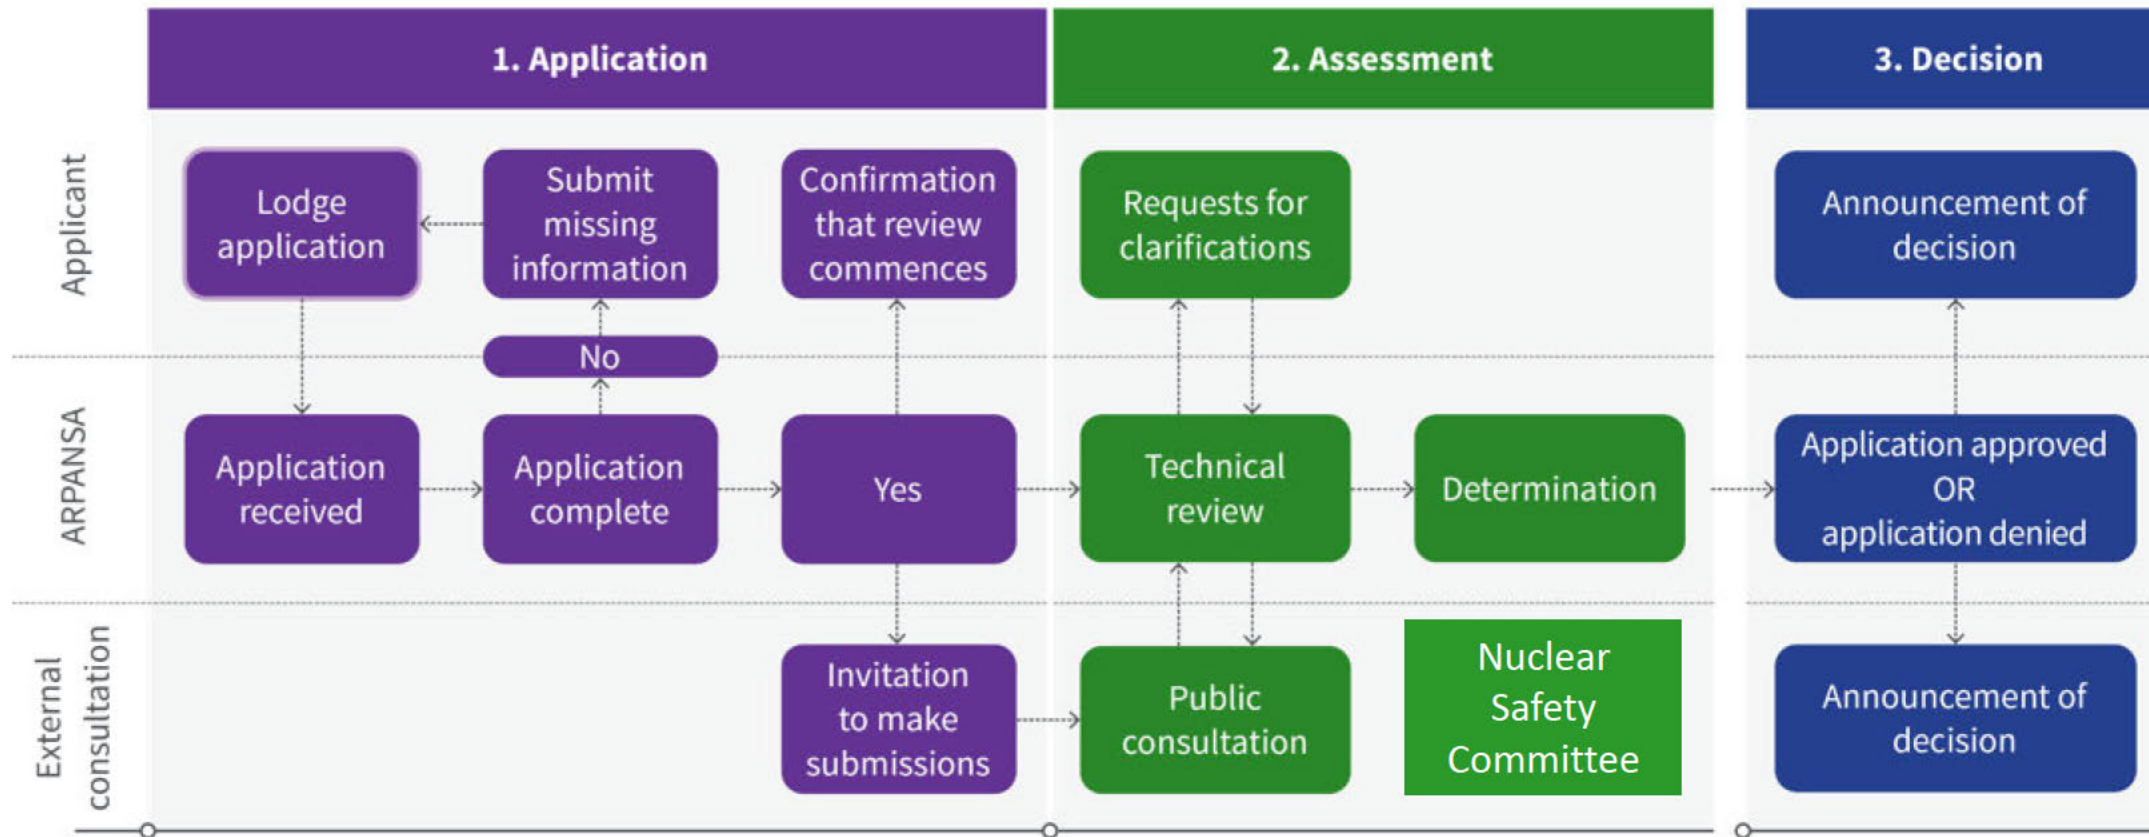 1. Application
2. Assessment
3. Decision
Applicant
Lodge
application
Submit
missing
information
Confirmation
that review
commences
Requests for
clarifications
Announcement of
decision
No
ARPANSA
Application
received
Application
complete
Yes
Technical
review
Determination
Application approved
OR
application denied
External
consultation
Invitation
to make
submissions
Public
consultation
Nuclear
Safety
Committee
Announcement of
decision